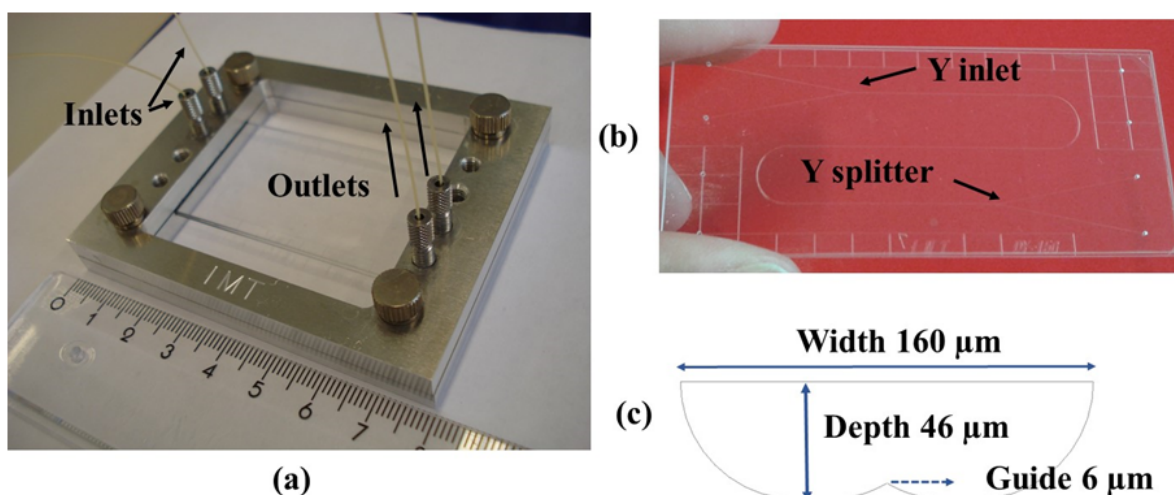 Inlets
Outlets
IMT
0 1 2 3 4 5 6 7
(a)
Y inlet
(b)
Y splitter
Width 160 µm
(c)
Depth 46 µm
Guide 6 µm